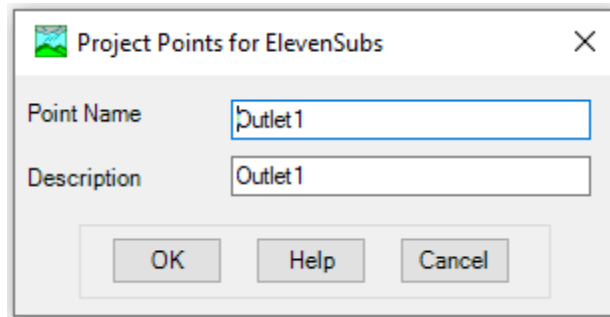 Project Points for ElevenSubs
Point Name Outlet1
Description Outlet1
OK Help Cancel